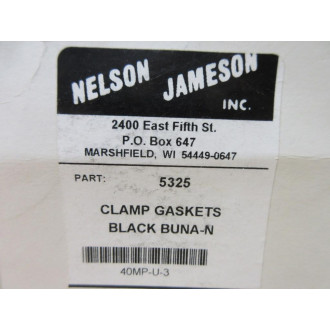 NELSON JAMESON
INC.
2400 East Fifth St.
P.O. Box 647
MARSHFIELD, WI 54449-0647
PART: 5325
CLAMP GASKETS
BLACK BUNA-N
40MP-U-3